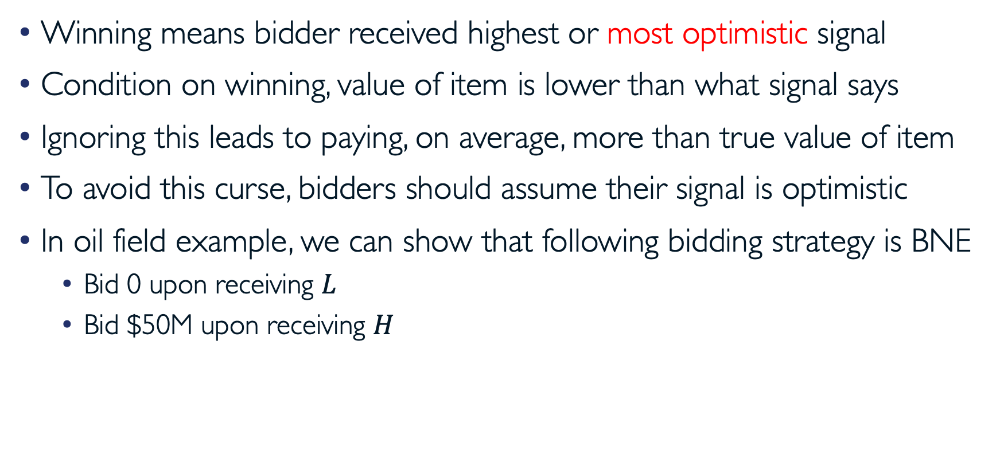 • Winning means bidder received highest or most optimistic signal
• Condition on winning, value of item is lower than what signal says
• Ignoring this leads to paying, on average, more than true value of item
• To avoid this curse, bidders should assume their signal is optimistic
• In oil field example, we can show that following bidding strategy is BNE
• Bid 0 upon receiving L
• Bid $50M upon receiving H